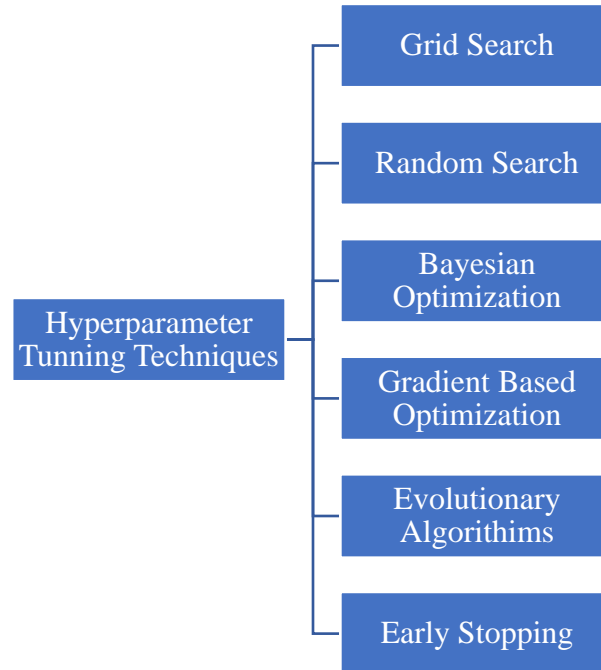 Grid Search
Random Search
Bayesian
Optimization
Hyperparameter
Tunning Techniques
Gradient Based
Optimization
Evolutionary
Algorithims
Early Stopping